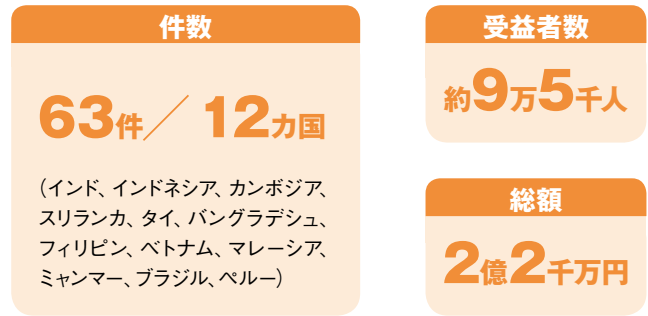 件数
63件／12カ国
（インド、インドネシア、カンボジア、
スリランカ、タイ、バングラデシュ、
フィリピン、ベトナム、マレーシア、
ミャンマー、ブラジル、ペルー）
受益者数
約9万5千人
総額
2億2千万円